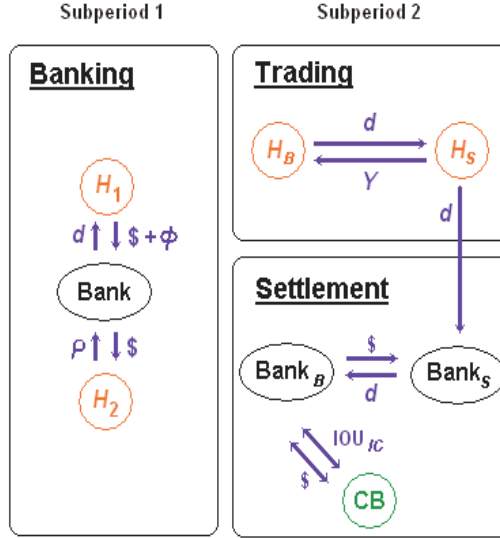 Subperiod 1
Subperiod 2
Banking
H1
d
$ + ϕ
Bank
ρ
$
H2
Trading
d
HB
HS
Y
d
Settlement
BankB
$
d
BankS
IOUIC
$
CB